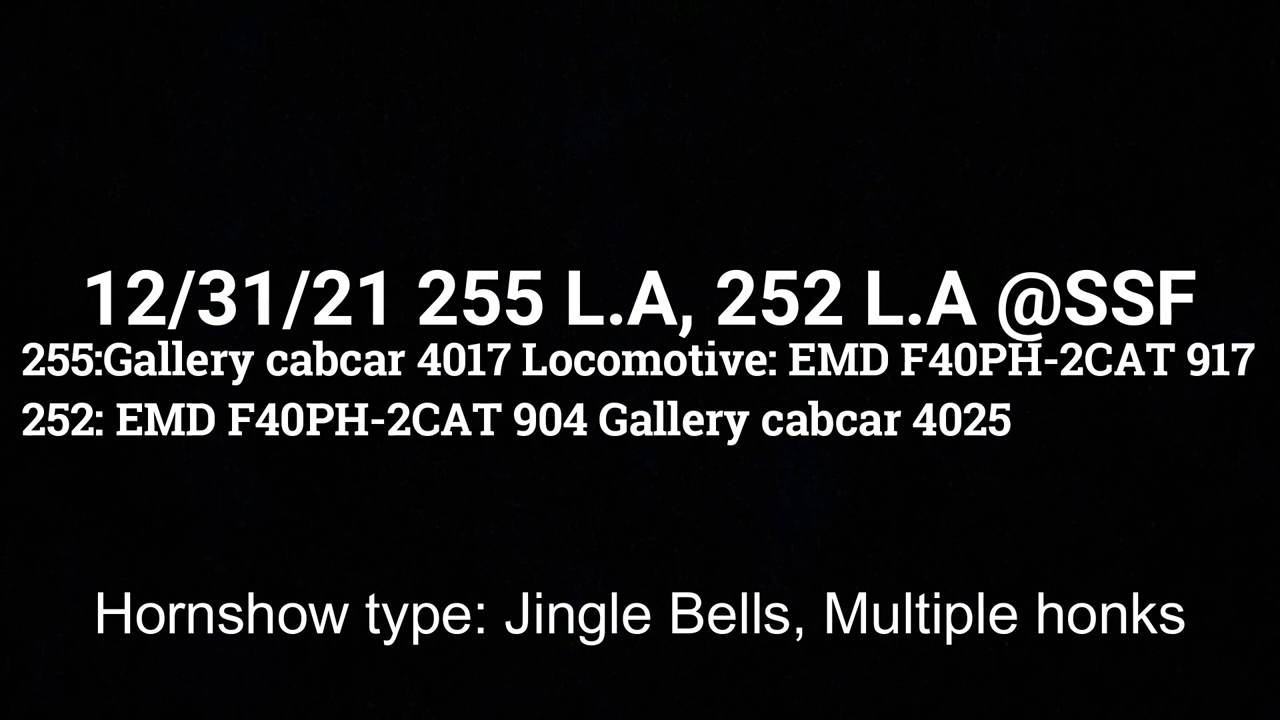 12/31/21 255 L.A, 252 L.A @SSF
255:Gallery cabcar 4017 Locomotive: EMD F40PH-2CAT 917
252: EMD F40PH-2CAT 904 Gallery cabcar 4025
Hornshow type: Jingle Bells, Multiple honks